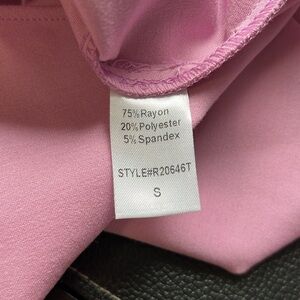 75%Rayon
20%Polyester
5%Spandex
STYLE#R20646T
S